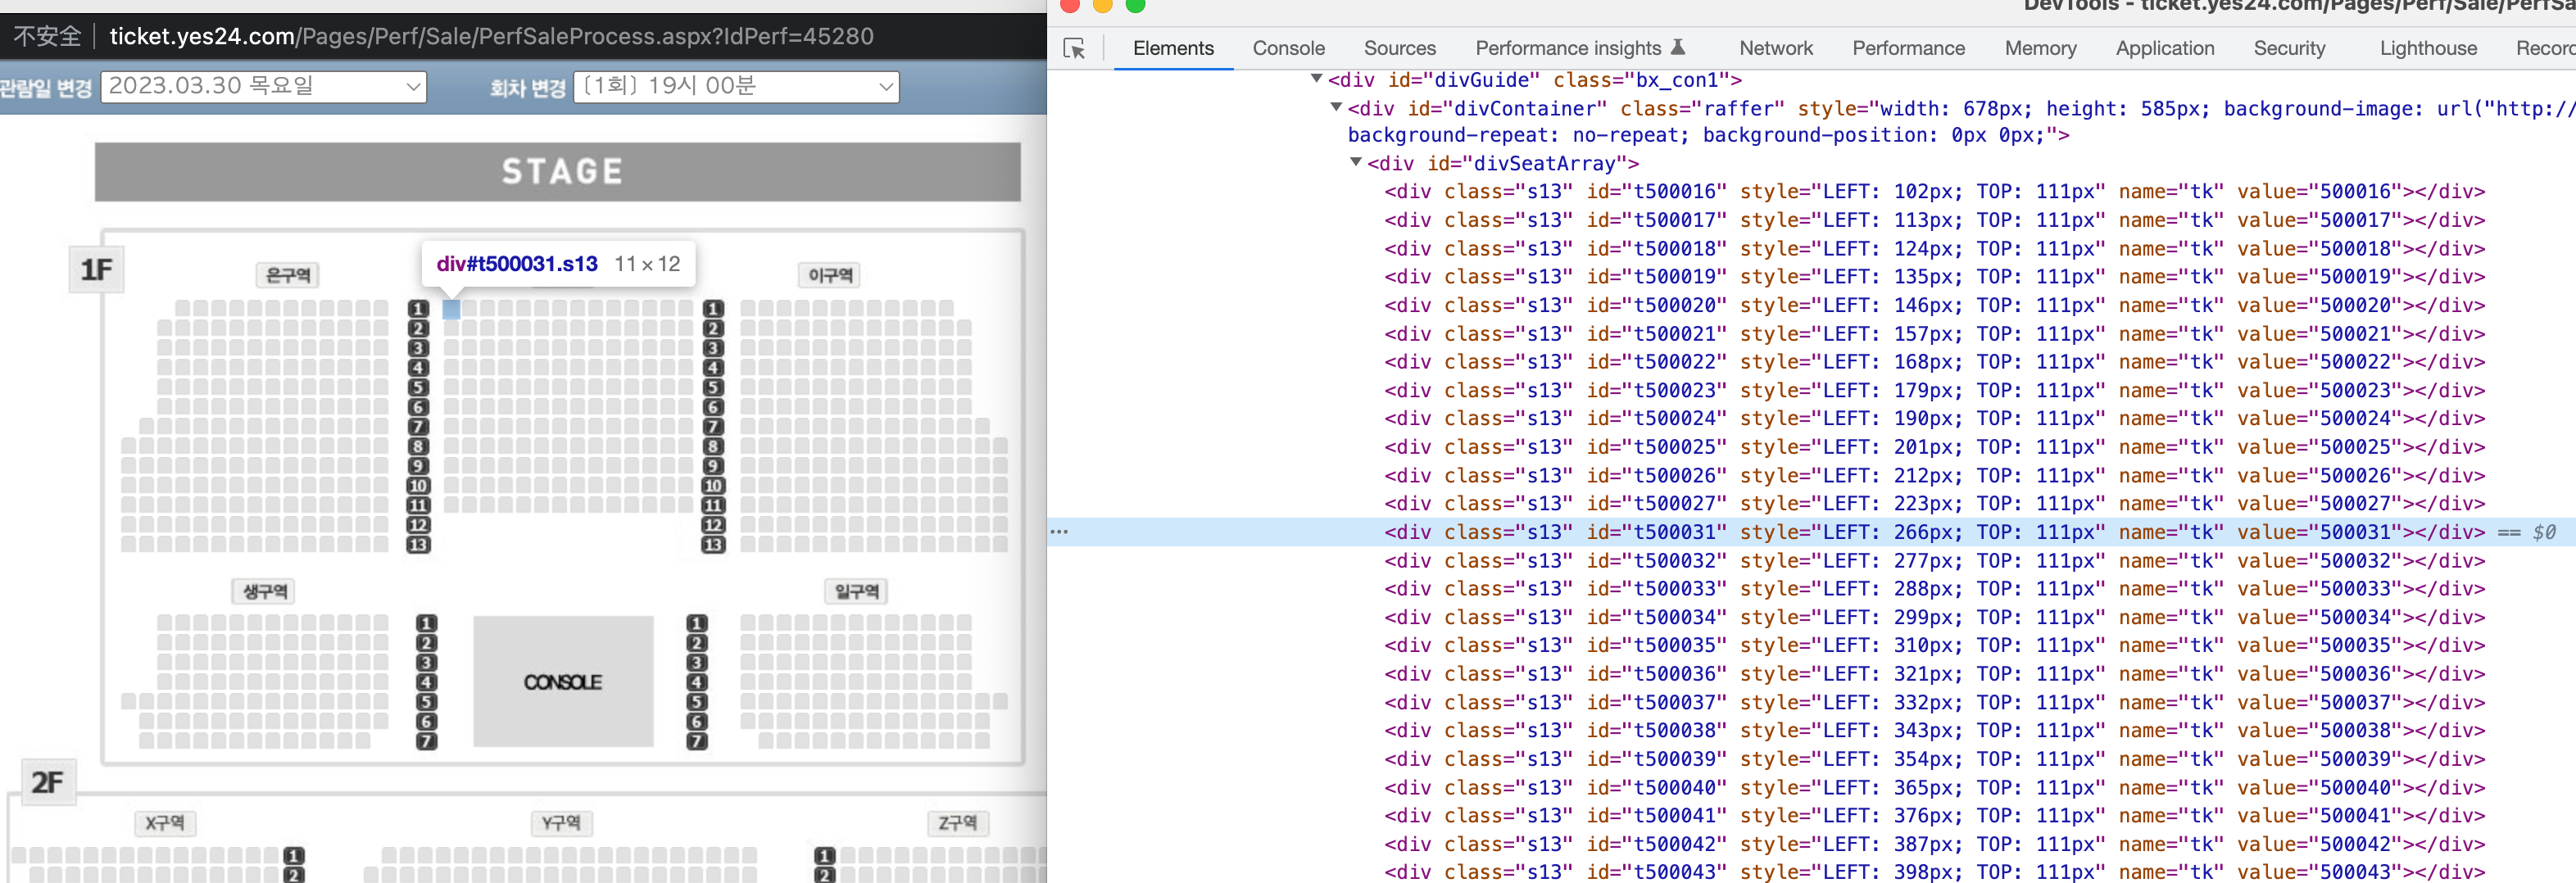 不安全 ticket.yes24.com/Pages/Perf/Sale/PerfSaleProcess.aspx?IdPerf=45280
관람일 변경 2023.03.30 목요일 회차 변경 [1회] 19시 00분
STAGE
1F
은구역
div#t500031.s13 11 × 12
이구역
1 1
2 2
3 3
4 4
5 5
6 6
7 7
8 8
9 9
10 10
11 11
12 12
13 13
생구역 일구역
1 1
2 2
3 3
4 CONSOLE 4
5 5
6 6
7 7
2F
X구역 Y구역 Z구역
1 1
2 2
DevTools - ticket.yes24.com/Pages/Perf/Sale/PerfSa
Elements Console Sources Performance insights Network Performance Memory Application Security Lighthouse Record
<div id="divGuide" class="bx_con1">
<div id="divContainer" class="raffer" style="width: 678px; height: 585px; background-image: url("http://
background-repeat: no-repeat; background-position: 0px 0px;">
<div id="divSeatArray">
<div class="s13" id="t500016" style="LEFT: 102px; TOP: 111px" name="tk" value="500016"></div>
<div class="s13" id="t500017" style="LEFT: 113px; TOP: 111px" name="tk" value="500017"></div>
<div class="s13" id="t500018" style="LEFT: 124px; TOP: 111px" name="tk" value="500018"></div>
<div class="s13" id="t500019" style="LEFT: 135px; TOP: 111px" name="tk" value="500019"></div>
<div class="s13" id="t500020" style="LEFT: 146px; TOP: 111px" name="tk" value="500020"></div>
<div class="s13" id="t500021" style="LEFT: 157px; TOP: 111px" name="tk" value="500021"></div>
<div class="s13" id="t500022" style="LEFT: 168px; TOP: 111px" name="tk" value="500022"></div>
<div class="s13" id="t500023" style="LEFT: 179px; TOP: 111px" name="tk" value="500023"></div>
<div class="s13" id="t500024" style="LEFT: 190px; TOP: 111px" name="tk" value="500024"></div>
<div class="s13" id="t500025" style="LEFT: 201px; TOP: 111px" name="tk" value="500025"></div>
<div class="s13" id="t500026" style="LEFT: 212px; TOP: 111px" name="tk" value="500026"></div>
<div class="s13" id="t500027" style="LEFT: 223px; TOP: 111px" name="tk" value="500027"></div>
... <div class="s13" id="t500031" style="LEFT: 266px; TOP: 111px" name="tk" value="500031"></div> == $0
<div class="s13" id="t500032" style="LEFT: 277px; TOP: 111px" name="tk" value="500032"></div>
<div class="s13" id="t500033" style="LEFT: 288px; TOP: 111px" name="tk" value="500033"></div>
<div class="s13" id="t500034" style="LEFT: 299px; TOP: 111px" name="tk" value="500034"></div>
<div class="s13" id="t500035" style="LEFT: 310px; TOP: 111px" name="tk" value="500035"></div>
<div class="s13" id="t500036" style="LEFT: 321px; TOP: 111px" name="tk" value="500036"></div>
<div class="s13" id="t500037" style="LEFT: 332px; TOP: 111px" name="tk" value="500037"></div>
<div class="s13" id="t500038" style="LEFT: 343px; TOP: 111px" name="tk" value="500038"></div>
<div class="s13" id="t500039" style="LEFT: 354px; TOP: 111px" name="tk" value="500039"></div>
<div class="s13" id="t500040" style="LEFT: 365px; TOP: 111px" name="tk" value="500040"></div>
<div class="s13" id="t500041" style="LEFT: 376px; TOP: 111px" name="tk" value="500041"></div>
<div class="s13" id="t500042" style="LEFT: 387px; TOP: 111px" name="tk" value="500042"></div>
<div class="s13" id="t500043" style="LEFT: 398px; TOP: 111px" name="tk" value="500043"></div>